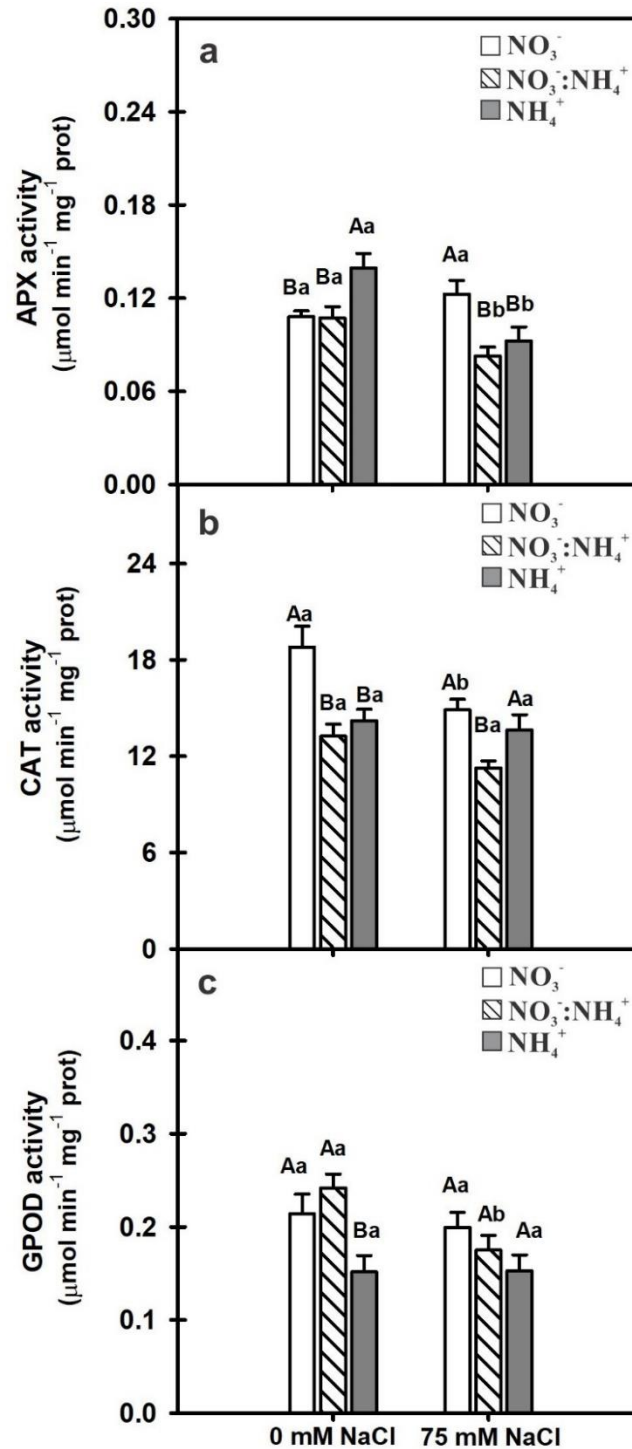 0.30
a
NO₃⁻
NO₃⁻:NH₄⁺
NH₄⁺
0.24
0.18
APX activity
(µmol min⁻¹ mg⁻¹ prot)
Aa
Ba
Ba
Aa
Bb
Bb
0.12
0.06
0.00
b
NO₃⁻
NO₃⁻:NH₄⁺
NH₄⁺
24
18
CAT activity
(µmol min⁻¹ mg⁻¹ prot)
Aa
Ba
Ba
Ab
Ba
Aa
12
6
0
c
NO₃⁻
NO₃⁻:NH₄⁺
NH₄⁺
0.4
0.3
GPOD activity
(µmol min⁻¹ mg⁻¹ prot)
Aa
Aa
Ba
Aa
Ab
Aa
0.2
0.1
0.0
0 mM NaCl 75 mM NaCl